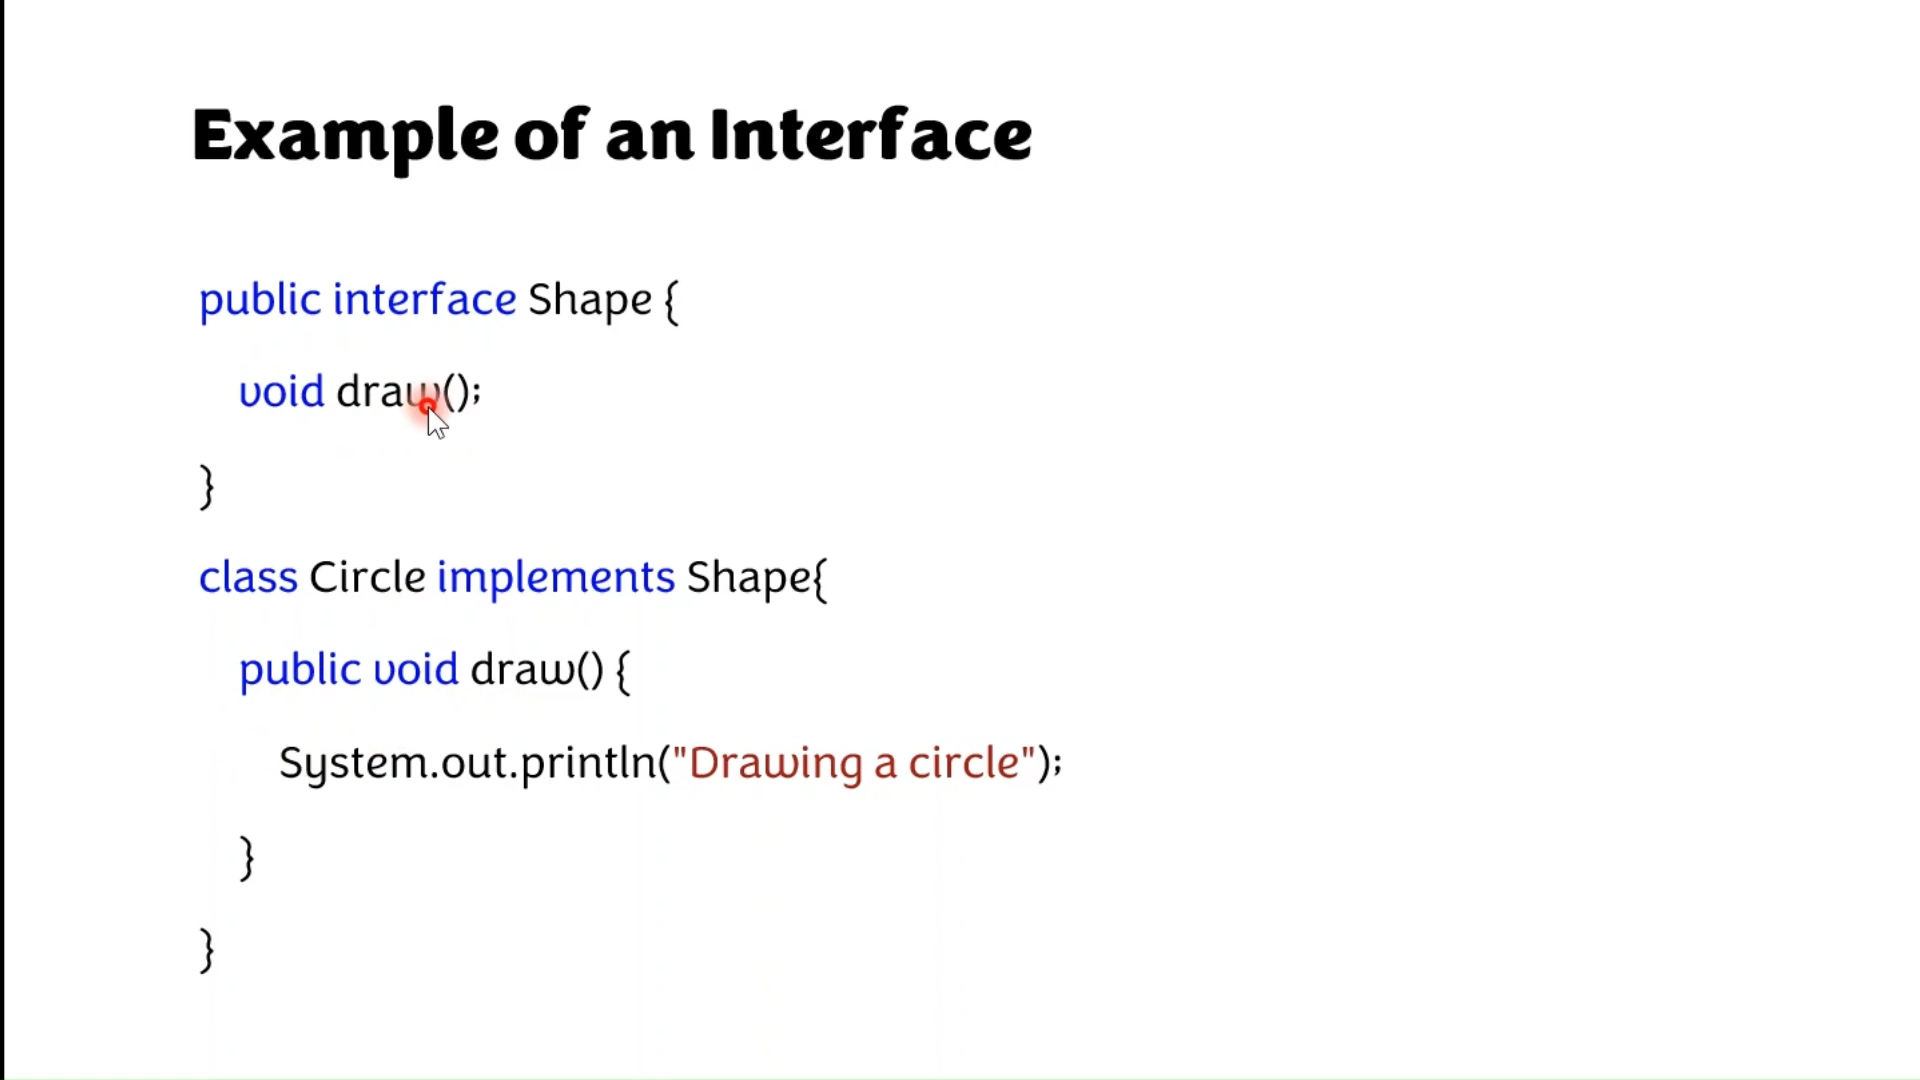 Example of an Interface
public interface Shape {
void draw();
}
class Circle implements Shape{
public void draw() {
System.out.println("Drawing a circle");
}
}